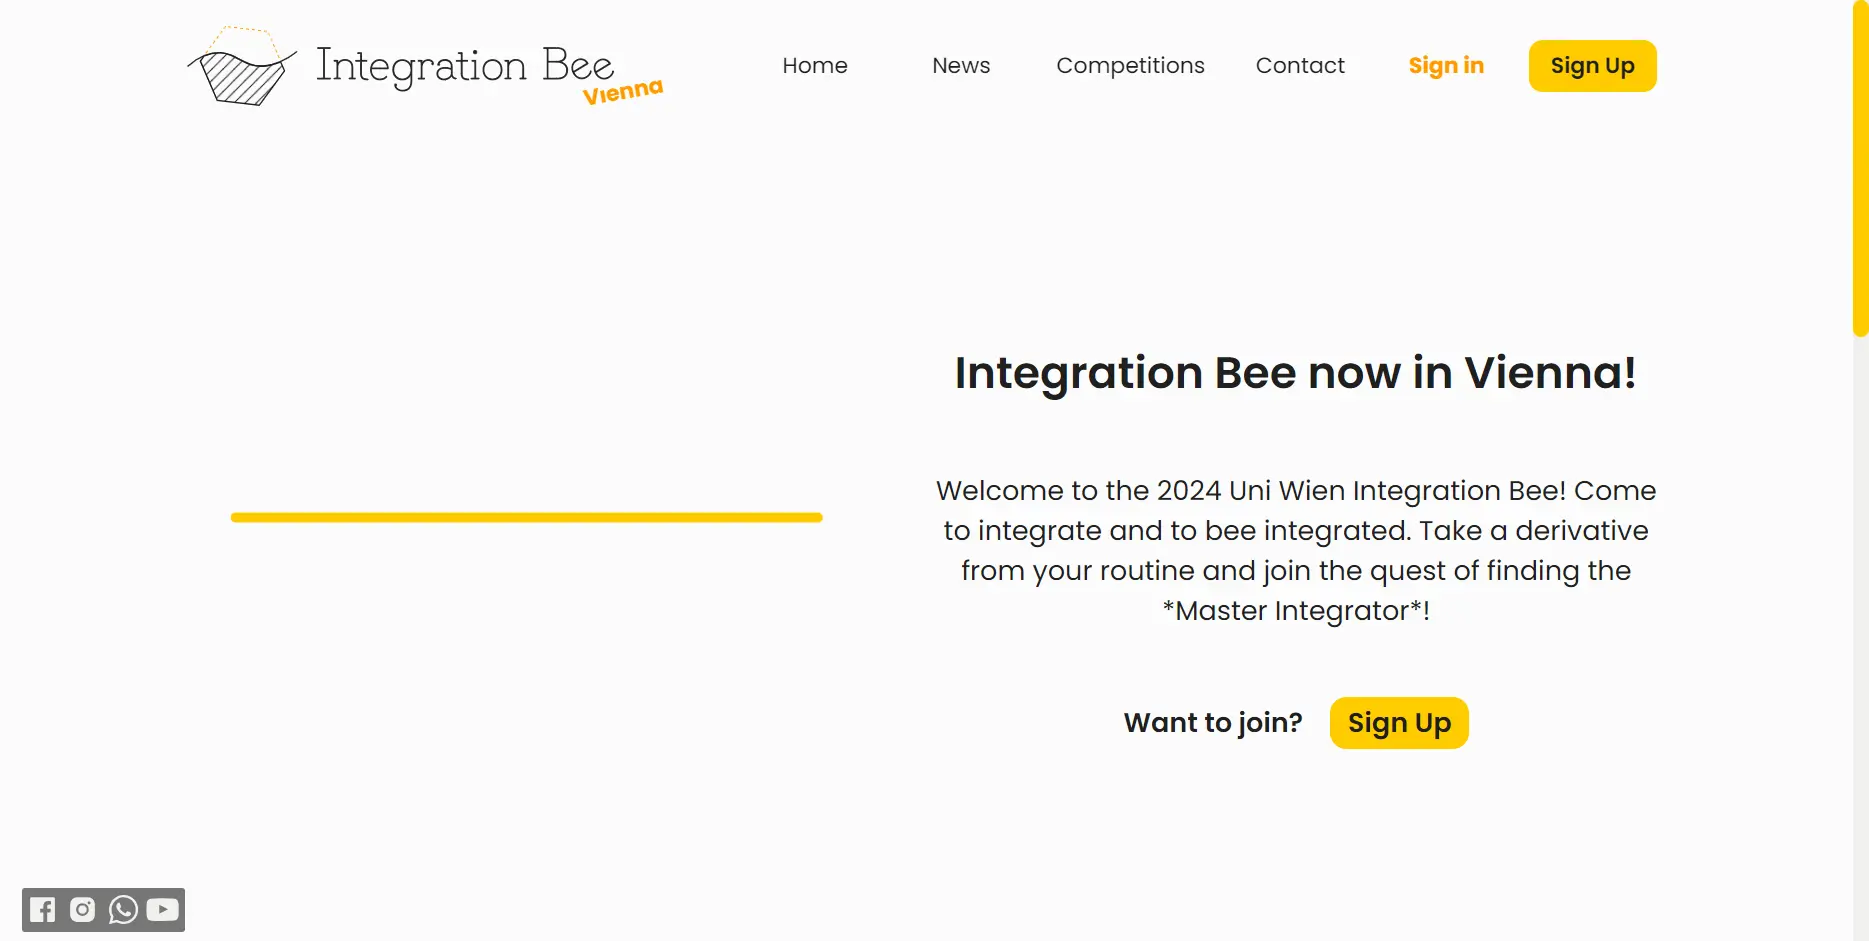 Integration Bee
Vienna
Home
News
Competitions
Contact
Sign in
Sign Up
Integration Bee now in Vienna!
Welcome to the 2024 Uni Wien Integration Bee! Come
to integrate and to bee integrated. Take a derivative
from your routine and join the quest of finding the
*Master Integrator*!
Want to join?
Sign Up